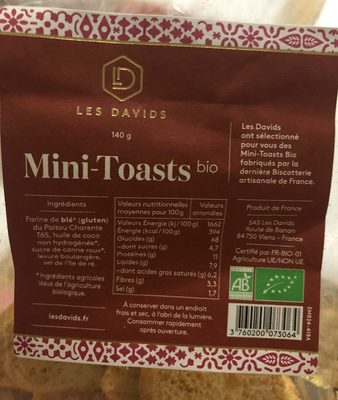 LD
LES DAVIDS
140 g
Mini-Toasts bio
Les Davids
ont sélectionné
pour vous des
Mini-Toasts Bio
fabriqués par la
dernière Biscotterie
artisanale de France.
Ingrédients
Farine de blé* (gluten)
du Poitou Charente
T65, huile de coco
non hydrogénée*,
sucre de canne roux*,
levure boulangère,
sel de l'île de ré.
*Ingrédients agricoles
issus de l'agriculture
biologique.
lesdavids.fr
Valeurs nutritionnelles moyennes pour 100g Valeurs arrondies
Énergie (kj/100g) 1662
Énergie (kcal/100g) 394
Glucides (g) 68
-dont sucres (g) 4,7
Protéines (g) 11
Lipides (g) 7,9
-dont acides gras saturés (g) 6,2
Fibres (g) 3,3
Sel (g) 1,7
À conserver dans un endroit
frais et sec, à l'abri de la lumière.
Consommer rapidement
après ouverture.
Produit de France
SAS Les Davids
Route de Banan
84750 Viens - France
Certifié par FR-BIO-01
Agriculture UE/NON UE
AB
3 760200 073064